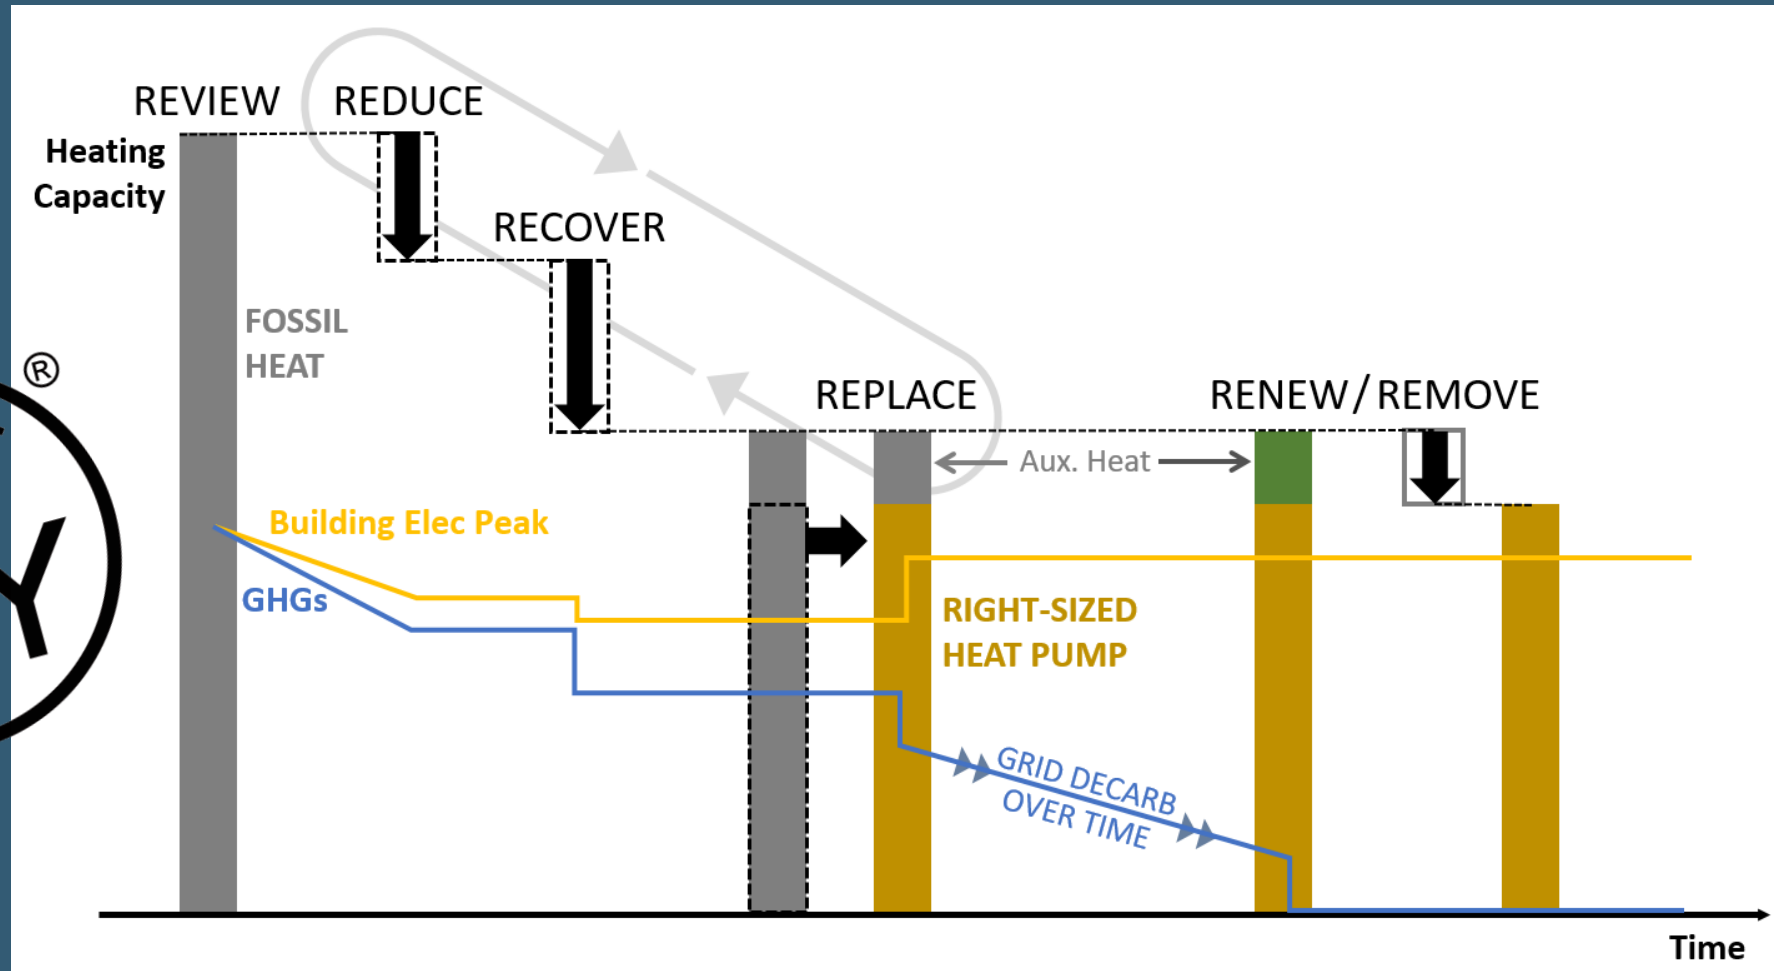 REVIEW
REDUCE
Heating
Capacity
RECOVER
FOSSIL
HEAT
®
Y
REPLACE
RENEW / REMOVE
Aux. Heat
Building Elec Peak
GHGs
RIGHT-SIZED
HEAT PUMP
GRID DECARB
OVER TIME
Time